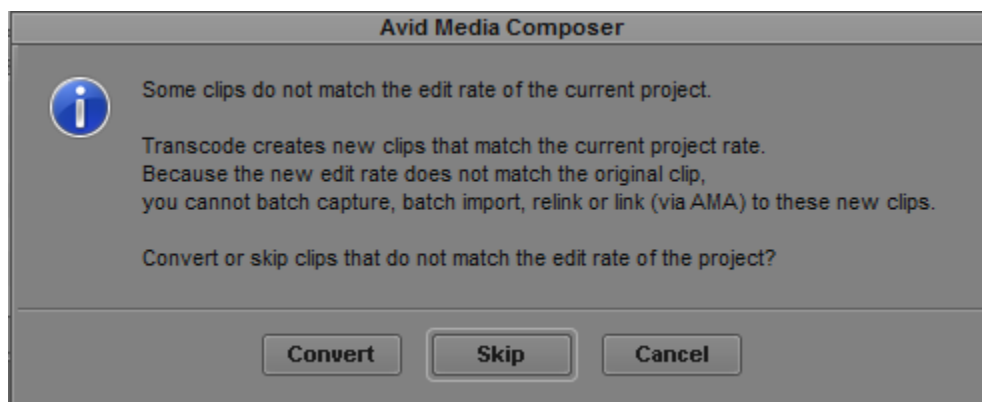 Avid Media Composer
Some clips do not match the edit rate of the current project.
Transcode creates new clips that match the current project rate.
Because the new edit rate does not match the original clip,
you cannot batch capture, batch import, relink or link (via AMA) to these new clips.
Convert or skip clips that do not match the edit rate of the project?
Convert Skip Cancel